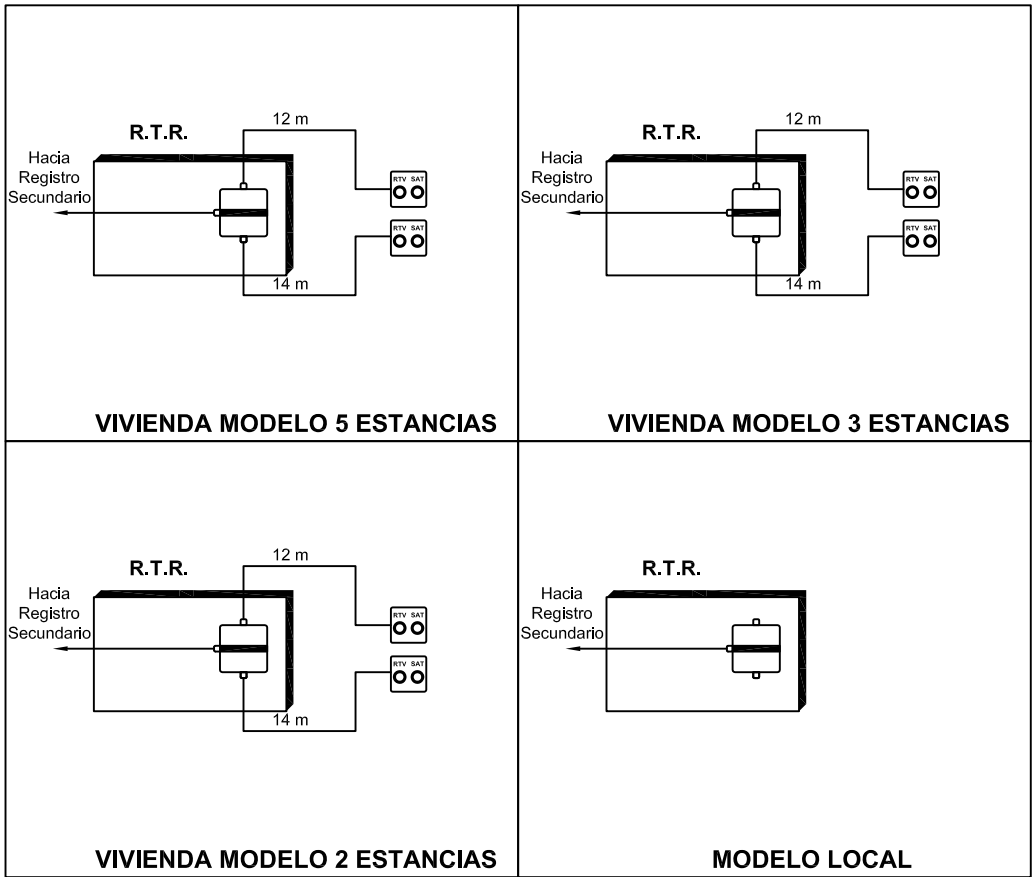 12 m
R.T.R.
Hacia
Registro
Secundario
RTV SAT
RTV SAT
14 m
VIVIENDA MODELO 5 ESTANCIAS
12 m
R.T.R.
Hacia
Registro
Secundario
RTV SAT
RTV SAT
14 m
VIVIENDA MODELO 3 ESTANCIAS
12 m
R.T.R.
Hacia
Registro
Secundario
RTV SAT
RTV SAT
14 m
VIVIENDA MODELO 2 ESTANCIAS
R.T.R.
Hacia
Registro
Secundario
MODELO LOCAL